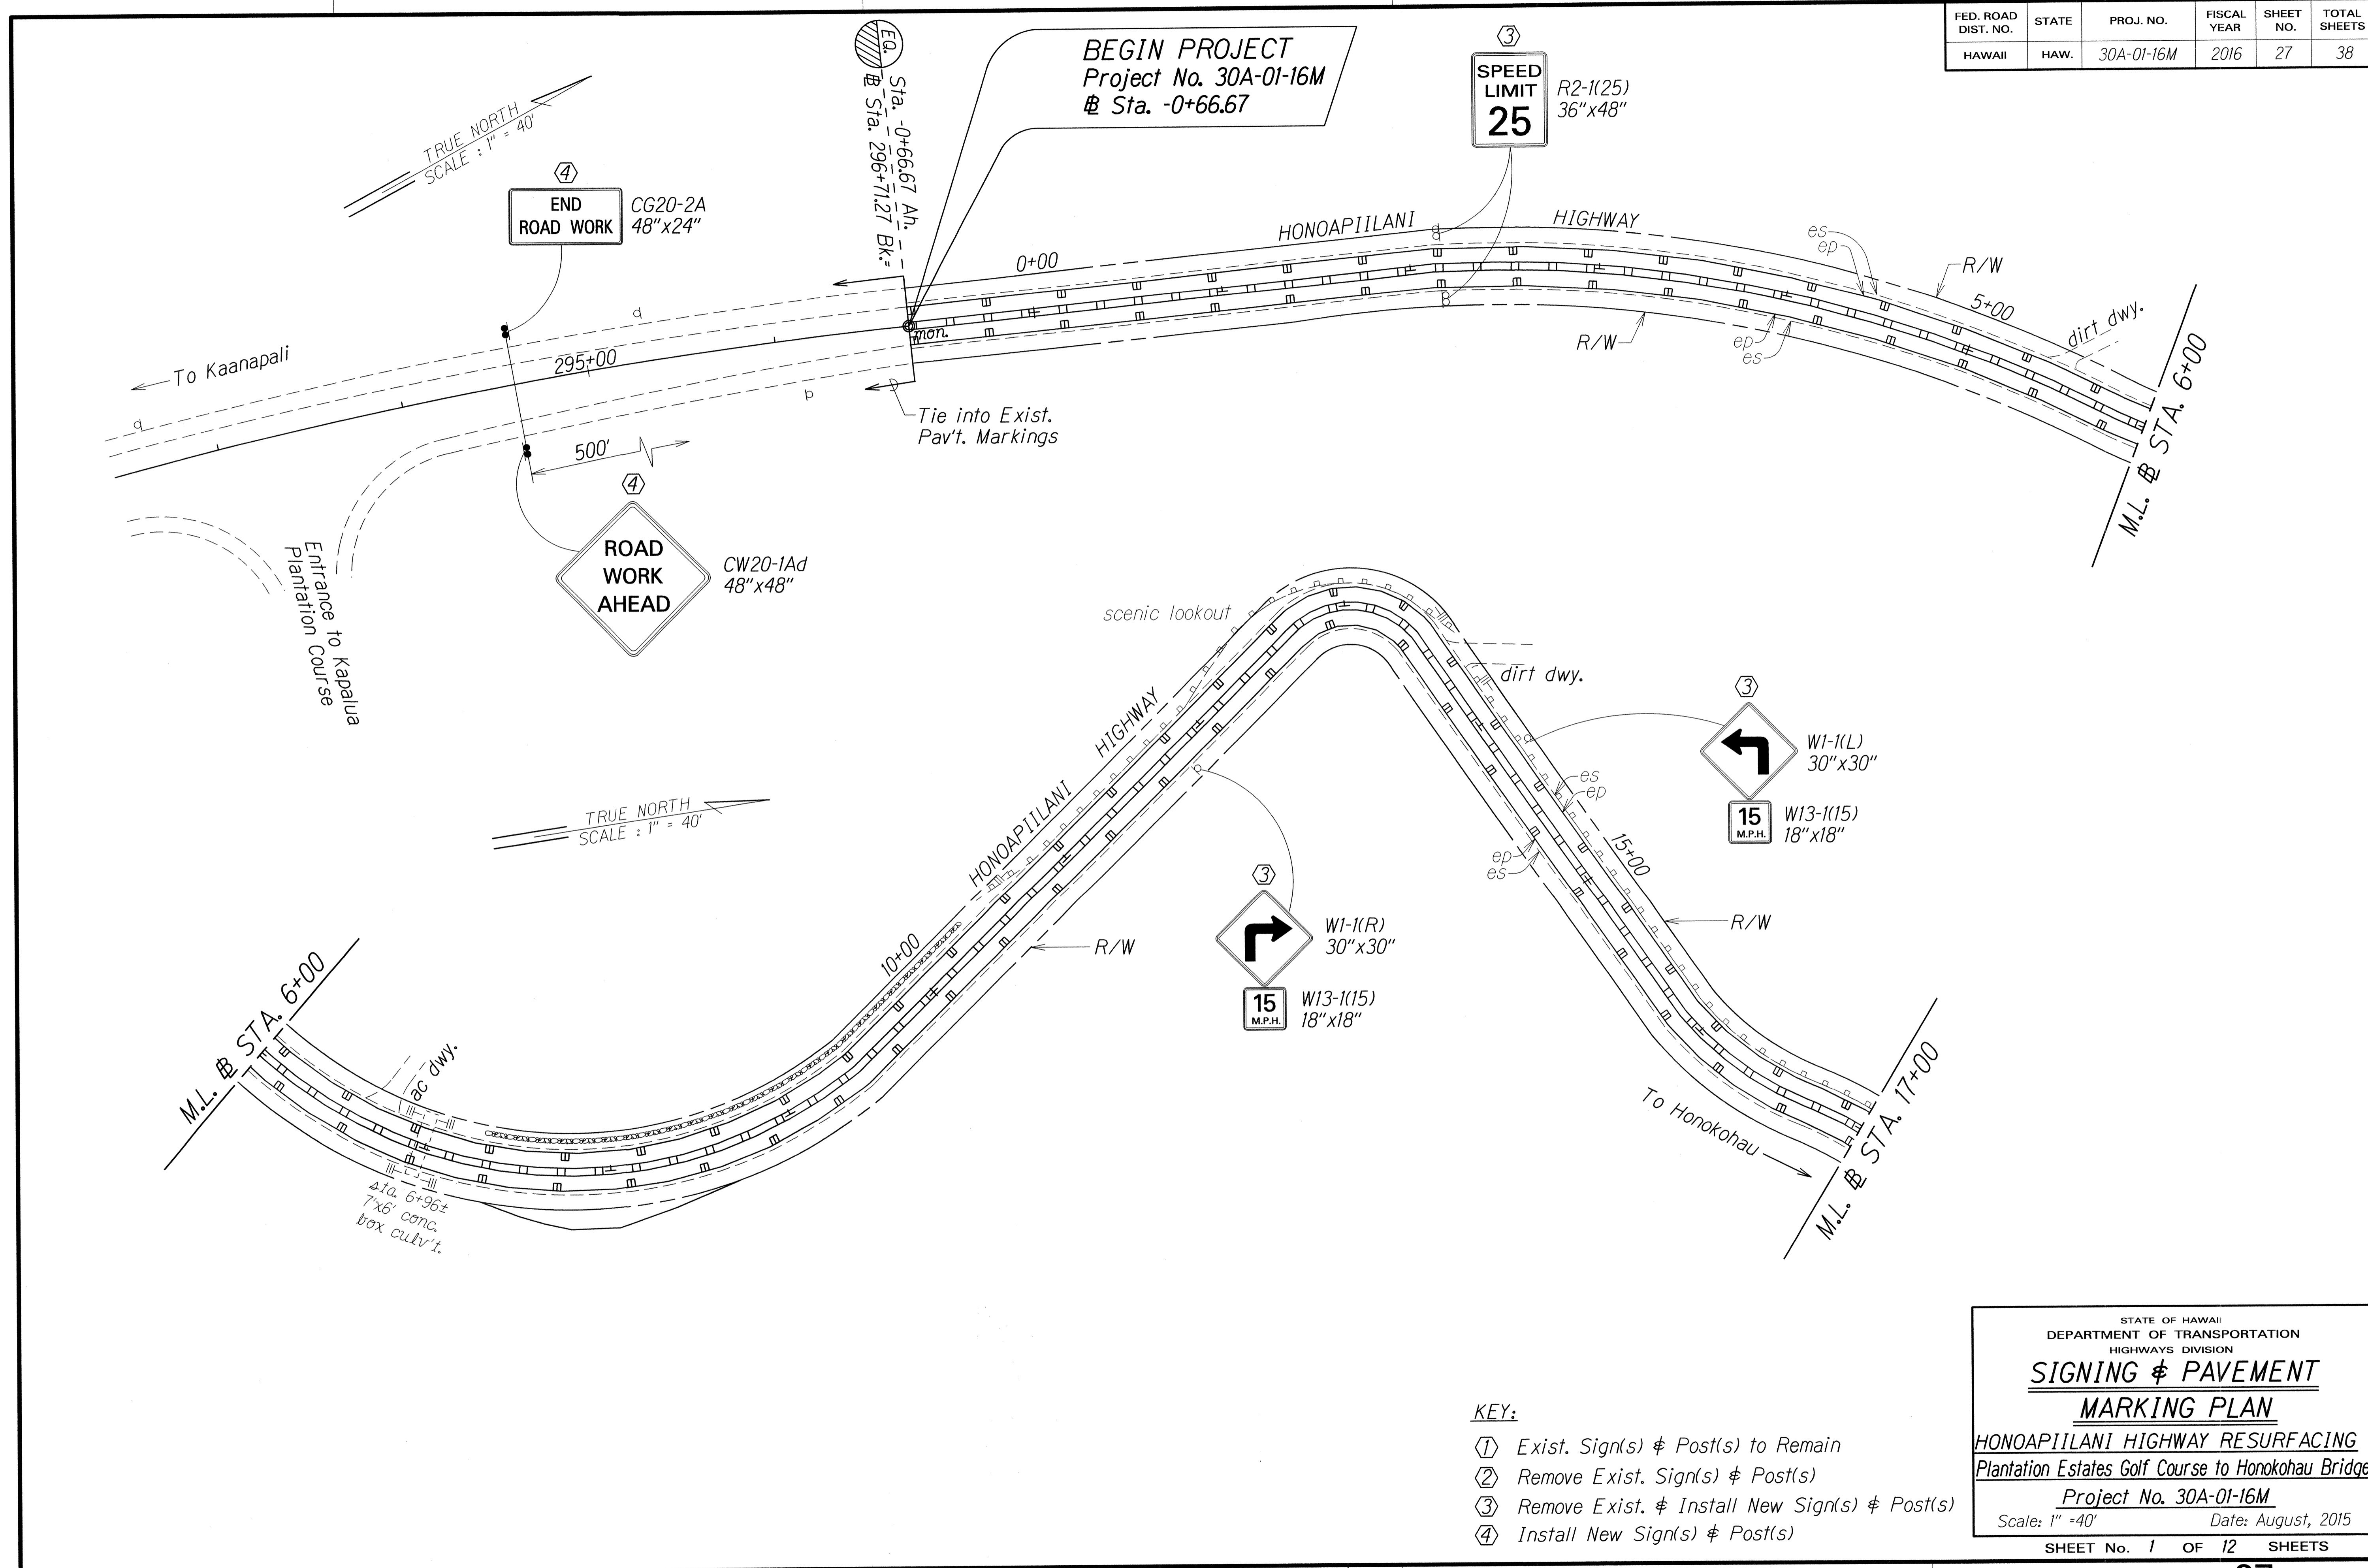 FED. ROAD DIST. NO. STATE PROJ. NO. FISCAL YEAR SHEET NO. TOTAL SHEETS
HAWAII HAW. 30A-01-16M 2016 27 38
TRUE NORTH
SCALE : 1" = 40'
EQ.
Sta. -0+66.67 Ah.
℄ Sta. 296+71.27 Bk.=
BEGIN PROJECT
Project No. 30A-01-16M
℄ Sta. -0+66.67
3
SPEED
LIMIT
25
R2-1(25)
36"x48"
4
END
ROAD WORK
CG20-2A
48"x24"
HONOAPIILANI HIGHWAY
0+00
es
ep
R/W
5+00
dirt dwy.
mon.
To Kaanapali
295+00
R/W
ep
es
M.L. ℄ STA. 6+00
Tie into Exist.
Pav't. Markings
500'
4
ROAD
WORK
AHEAD
CW20-1Ad
48"x48"
Entrance to Kapalua
Plantation Course
scenic lookout
dirt dwy.
3
W1-1(L)
30"x30"
15
M.P.H.
W13-1(15)
18"x18"
HONOAPIILANI HIGHWAY
TRUE NORTH
SCALE : 1" = 40'
es
ep
15+00
ep
es
R/W
3
W1-1(R)
30"x30"
15
M.P.H.
W13-1(15)
18"x18"
R/W
10+00
M.L. ℄ STA. 6+00
ac dwy.
sta. 6+96±
7'x6' conc.
box culv't.
To Honokohau
M.L. ℄ STA. 17+00
KEY:
1 Exist. Sign(s) & Post(s) to Remain
2 Remove Exist. Sign(s) & Post(s)
3 Remove Exist. & Install New Sign(s) & Post(s)
4 Install New Sign(s) & Post(s)
STATE OF HAWAII
DEPARTMENT OF TRANSPORTATION
HIGHWAYS DIVISION
SIGNING & PAVEMENT
MARKING PLAN
HONOAPIILANI HIGHWAY RESURFACING
Plantation Estates Golf Course to Honokohau Bridge
Project No. 30A-01-16M
Scale: 1" =40' Date: August, 2015
SHEET No. 1 OF 12 SHEETS